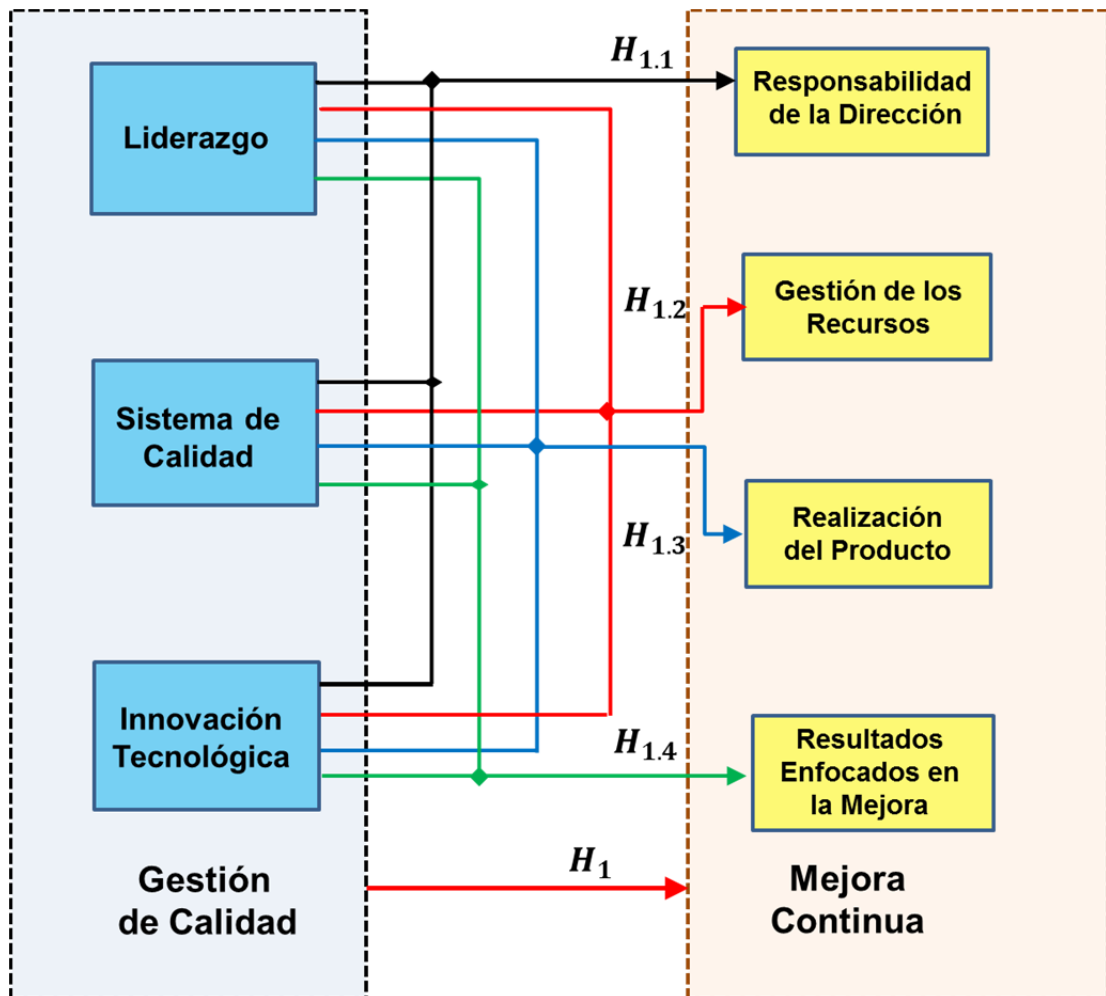 H1.1
Responsabilidad
de la Dirección
Liderazgo
H1.2
Gestión de los
Recursos
Sistema de
Calidad
H1.3
Realización
del Producto
Innovación
Tecnológica
H1.4
Resultados
Enfocados en
la Mejora
Gestión
de Calidad
H1
Mejora
Continua